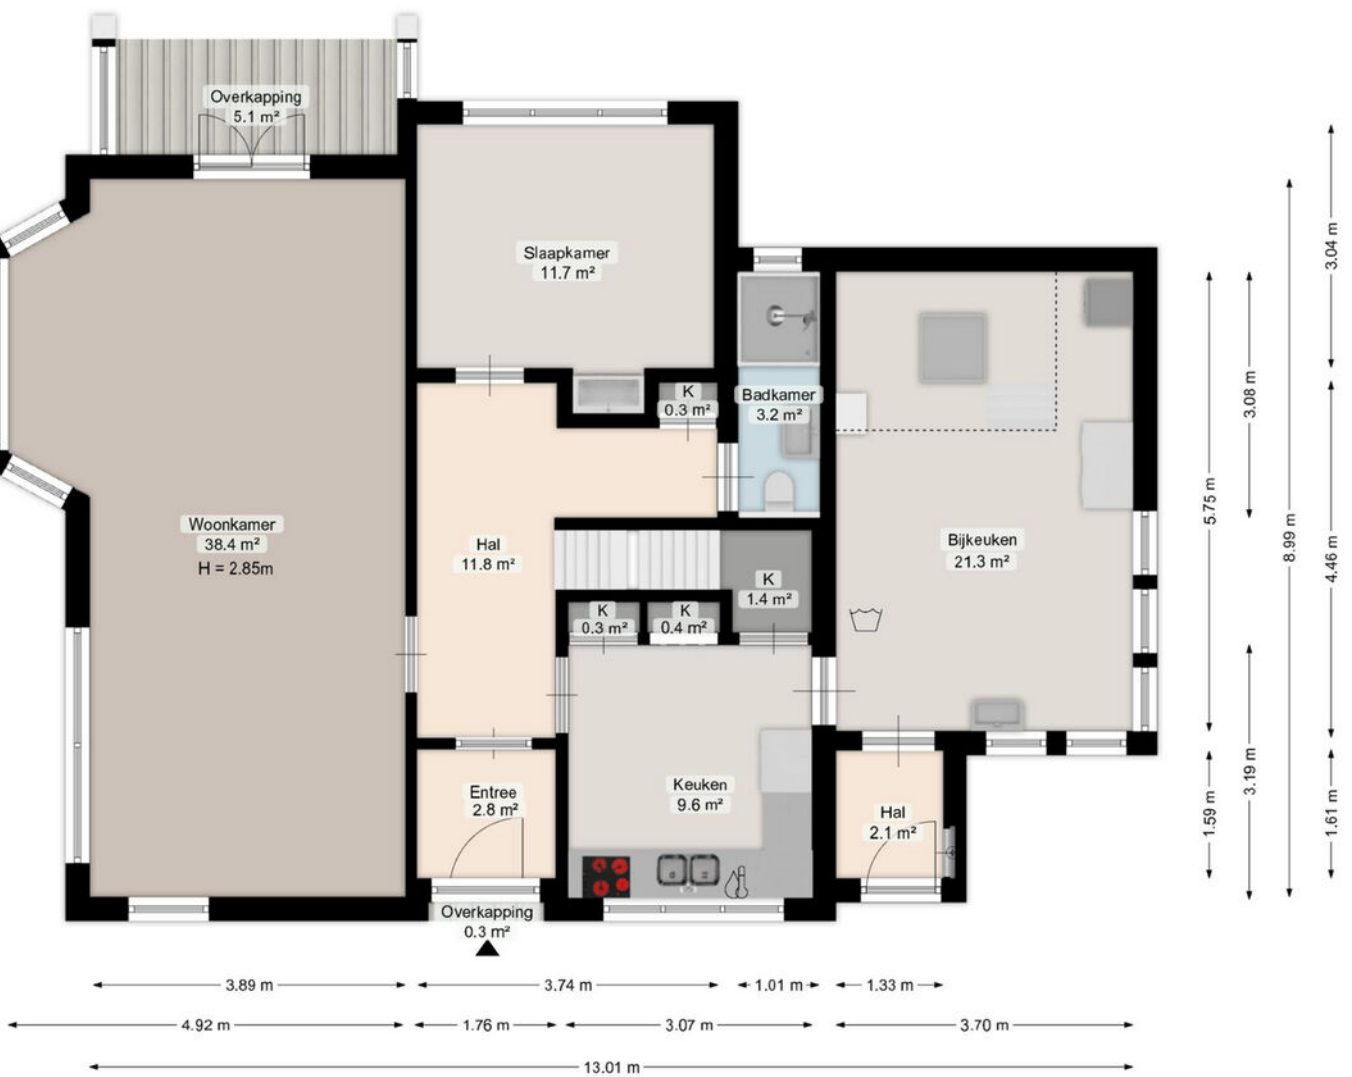 Overkapping
5.1 m²
Slaapkamer
11.7 m²
K
0.3 m²
Badkamer
3.2 m²
Woonkamer
38.4 m²
H = 2.85m
Hal
11.8 m²
Bijkeuken
21.3 m²
K
1.4 m²
K
0.3 m²
K
0.4 m²
Entree
2.8 m²
Keuken
9.6 m²
Hal
2.1 m²
Overkapping
0.3 m²
3.04 m
3.08 m
5.75 m
8.99 m
4.46 m
3.19 m
1.59 m
1.61 m
3.89 m
3.74 m
1.01 m
1.33 m
4.92 m
1.76 m
3.07 m
3.70 m
13.01 m